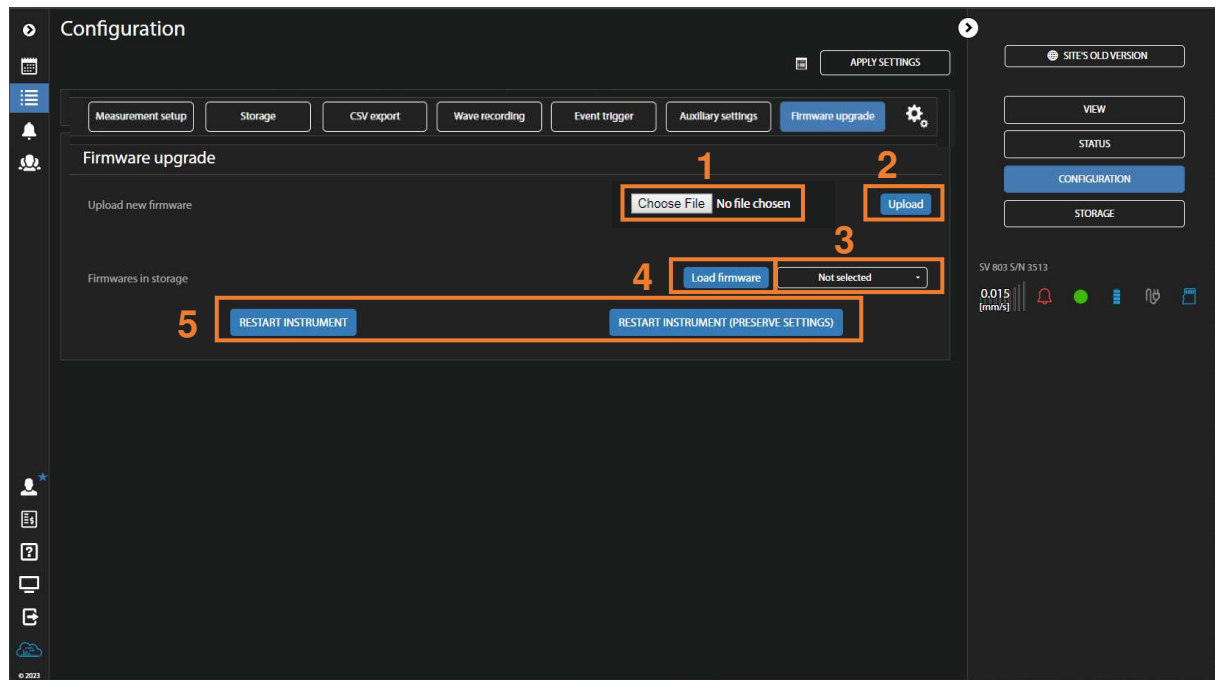 Configuration
APPLY SETTINGS
SITE'S OLD VERSION
Measurement setup
Storage
CSV export
Wave recording
Event trigger
Auxiliary settings
Firmware upgrade
VIEW
STATUS
CONFIGURATION
STORAGE
Firmware upgrade
1
2
Upload new firmware
Choose File No file chosen
Upload
3
Firmwares in storage
4
Load firmware
Not selected
5
RESTART INSTRUMENT
RESTART INSTRUMENT (PRESERVE SETTINGS)
SV 803 S/N 3513
0.015
[mm/s]
© 2023